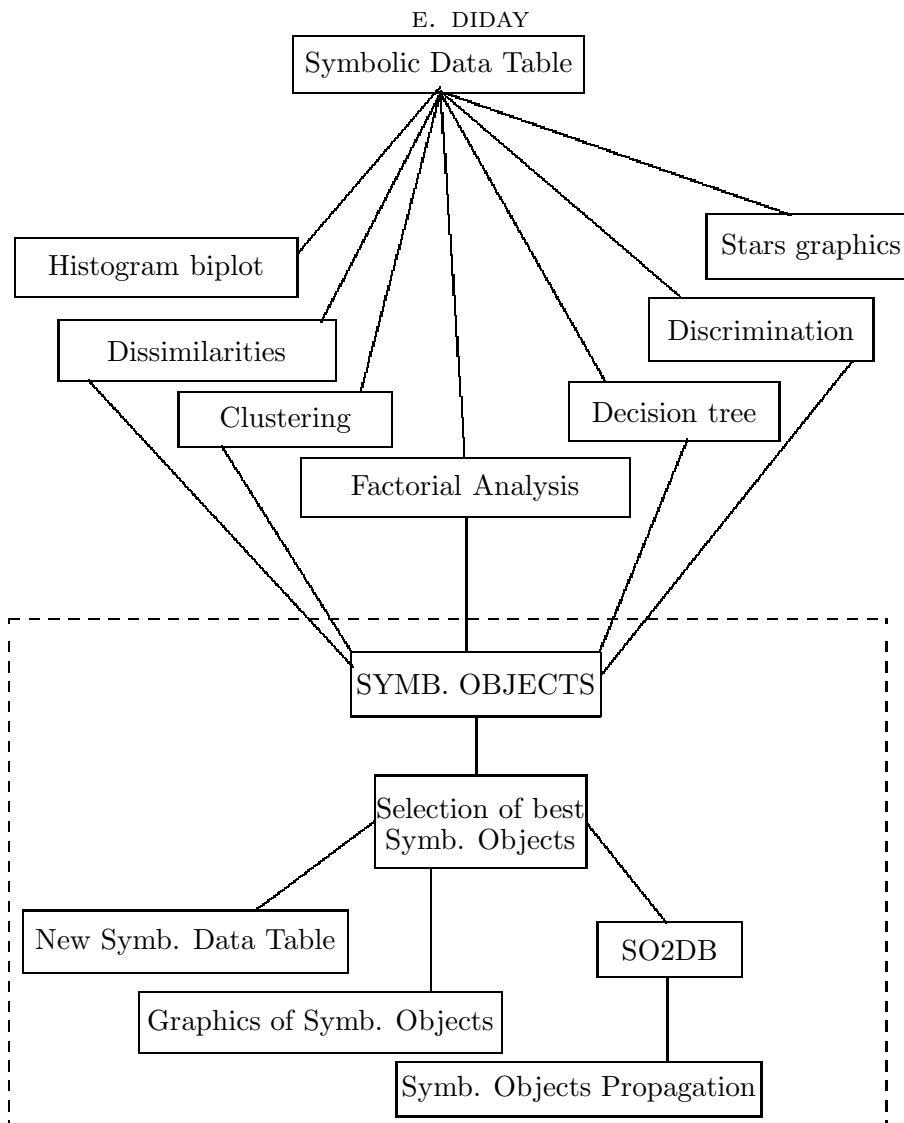 E. DIDAY
Symbolic Data Table
Stars graphics
Histogram biplot
Discrimination
Dissimilarities
Clustering
Decision tree
Factorial Analysis
SYMB. OBJECTS
Selection of best
Symb. Objects
New Symb. Data Table
SO2DB
Graphics of Symb. Objects
Symb. Objects Propagation